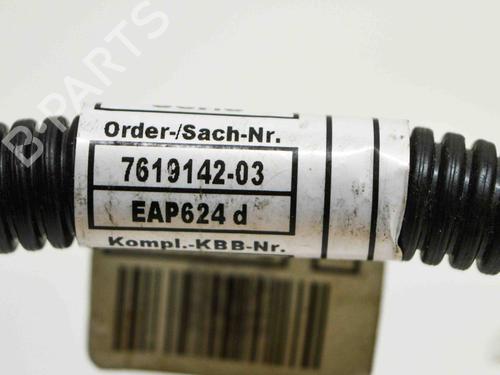 Order-/Sach-Nr.
7619142-03
EAP624 d
Kompl.-KBB-Nr.